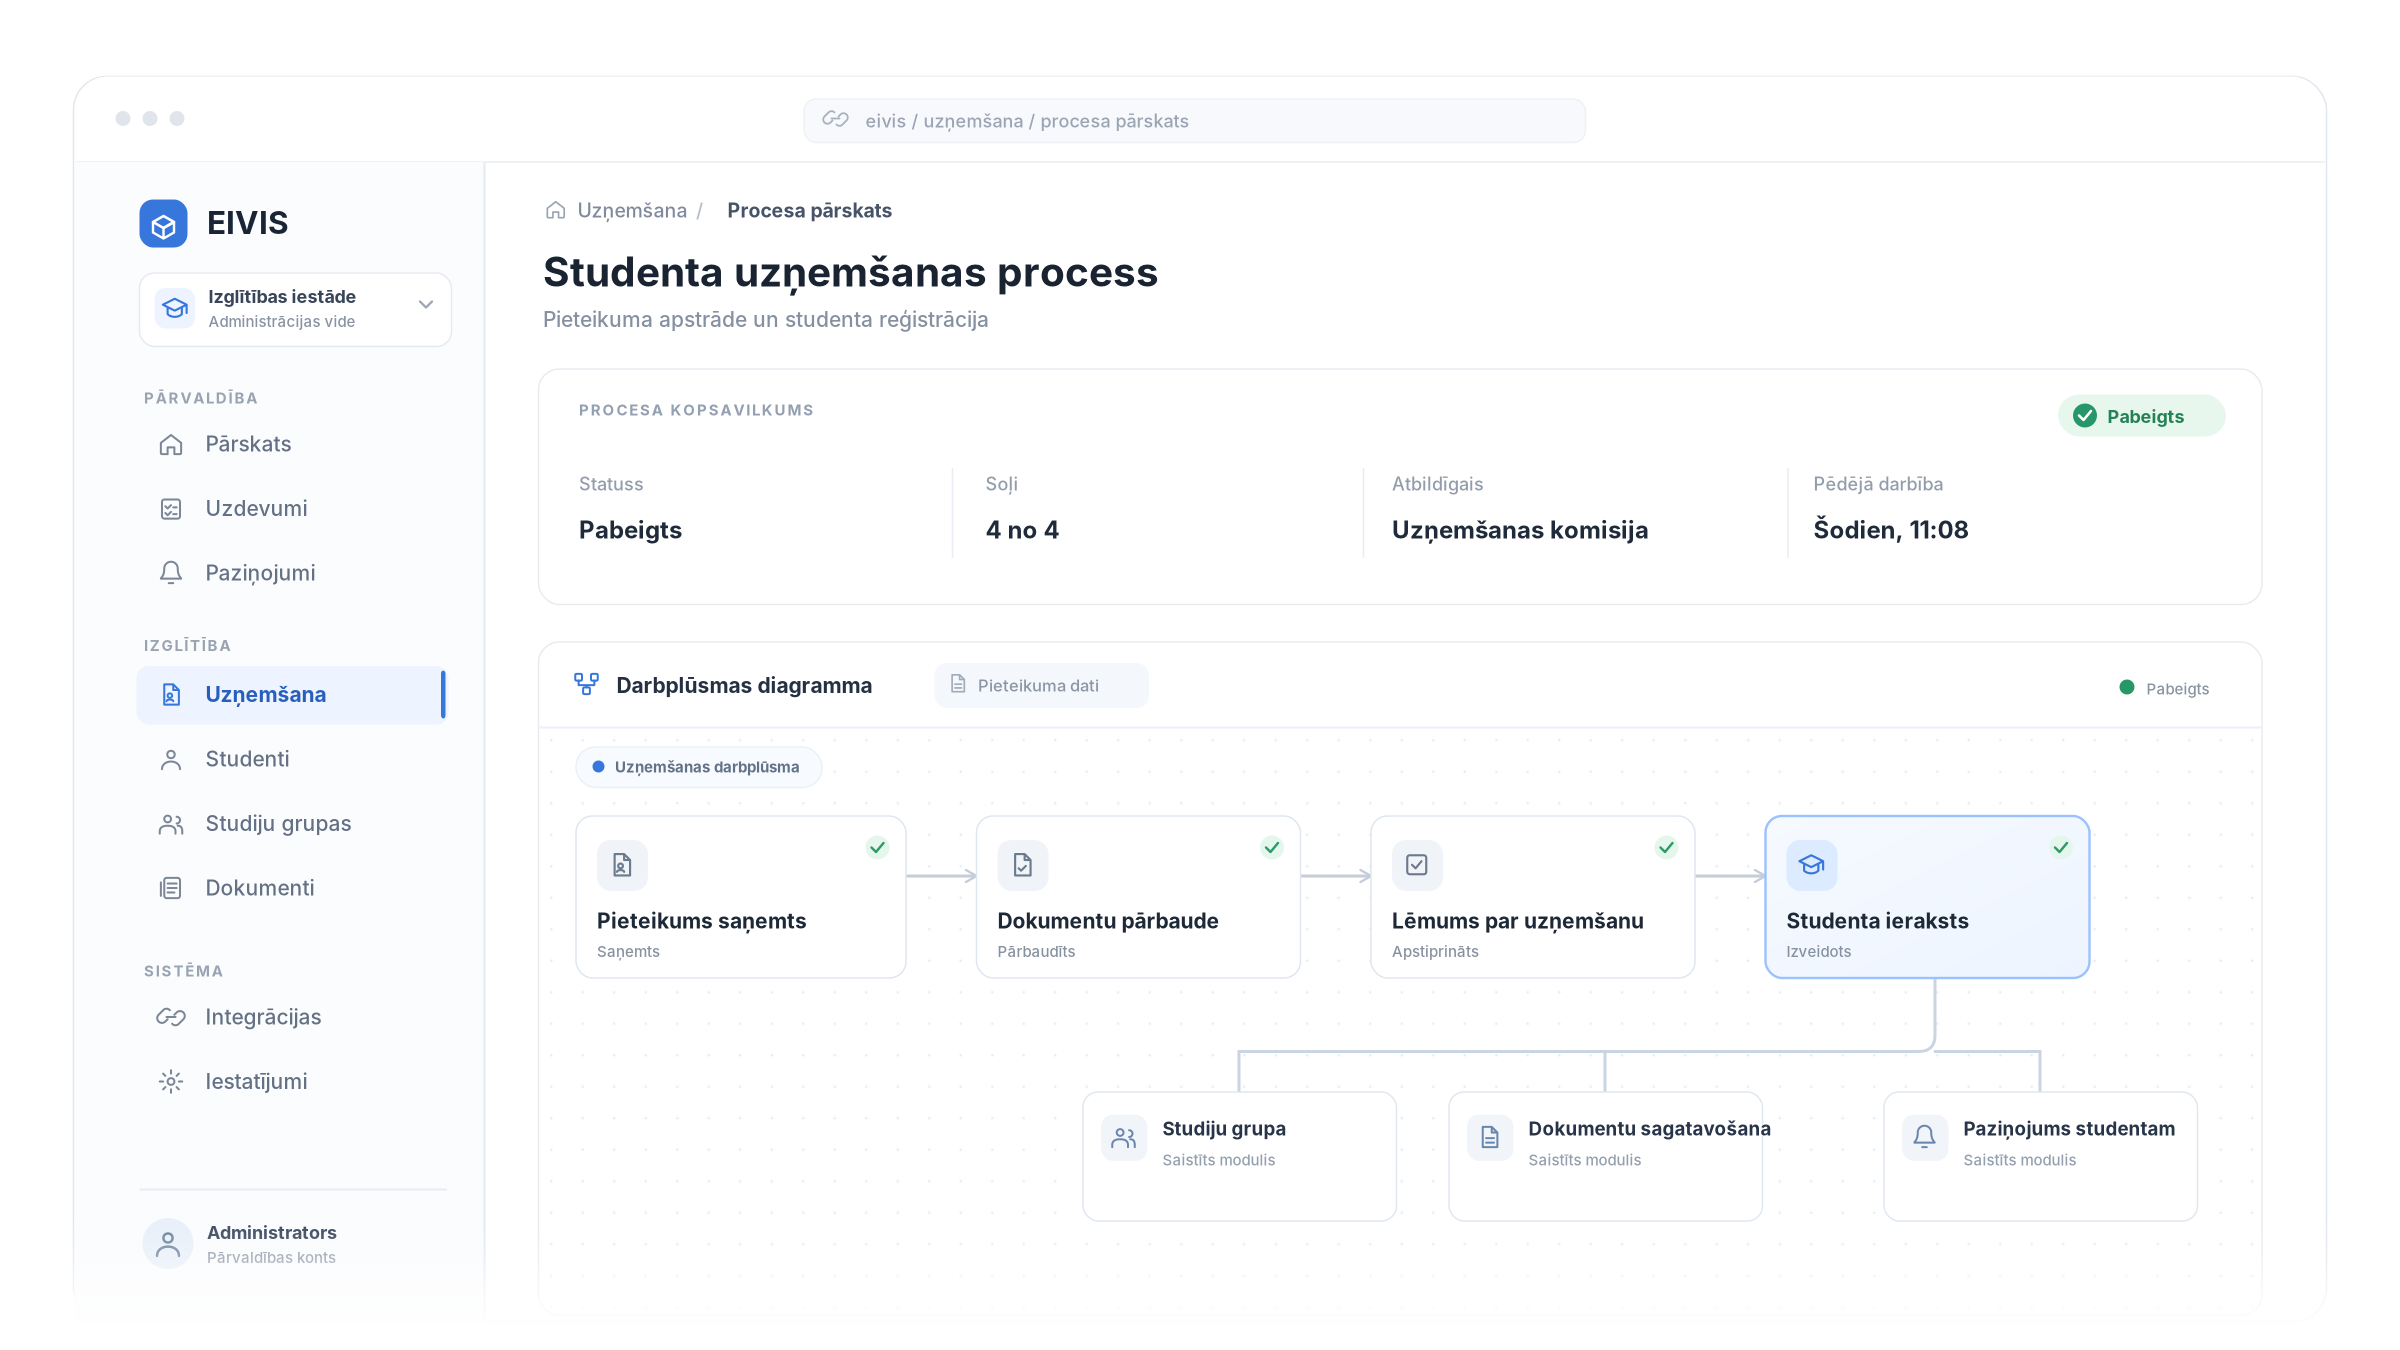 eivis / uzņemšana / procesa pārskats
EIVIS
Izglītības iestāde
Administrācijas vide
PĀRVALDĪBA
Pārskats
Uzdevumi
Paziņojumi
IZGLĪTĪBA
Uzņemšana
Studenti
Studiju grupas
Dokumenti
SISTĒMA
Integrācijas
Iestatījumi
Administrators
Pārvaldības konts
Uzņemšana / Procesa pārskats
Studenta uzņemšanas process
Pieteikuma apstrāde un studenta reģistrācija
PROCESA KOPSAVILKUMS
Pabeigts
Statuss
Pabeigts
Soļi
4 no 4
Atbildīgais
Uzņemšanas komisija
Pēdējā darbība
Šodien, 11:08
Darbplūsmas diagramma
Pieteikuma dati
Pabeigts
Uzņemšanas darbplūsma
Pieteikums saņemts
Saņemts
Dokumentu pārbaude
Pārbaudīts
Lēmums par uzņemšanu
Apstiprināts
Studenta ieraksts
Izveidots
Studiju grupa
Saistīts modulis
Dokumentu sagatavošana
Saistīts modulis
Paziņojums studentam
Saistīts modulis